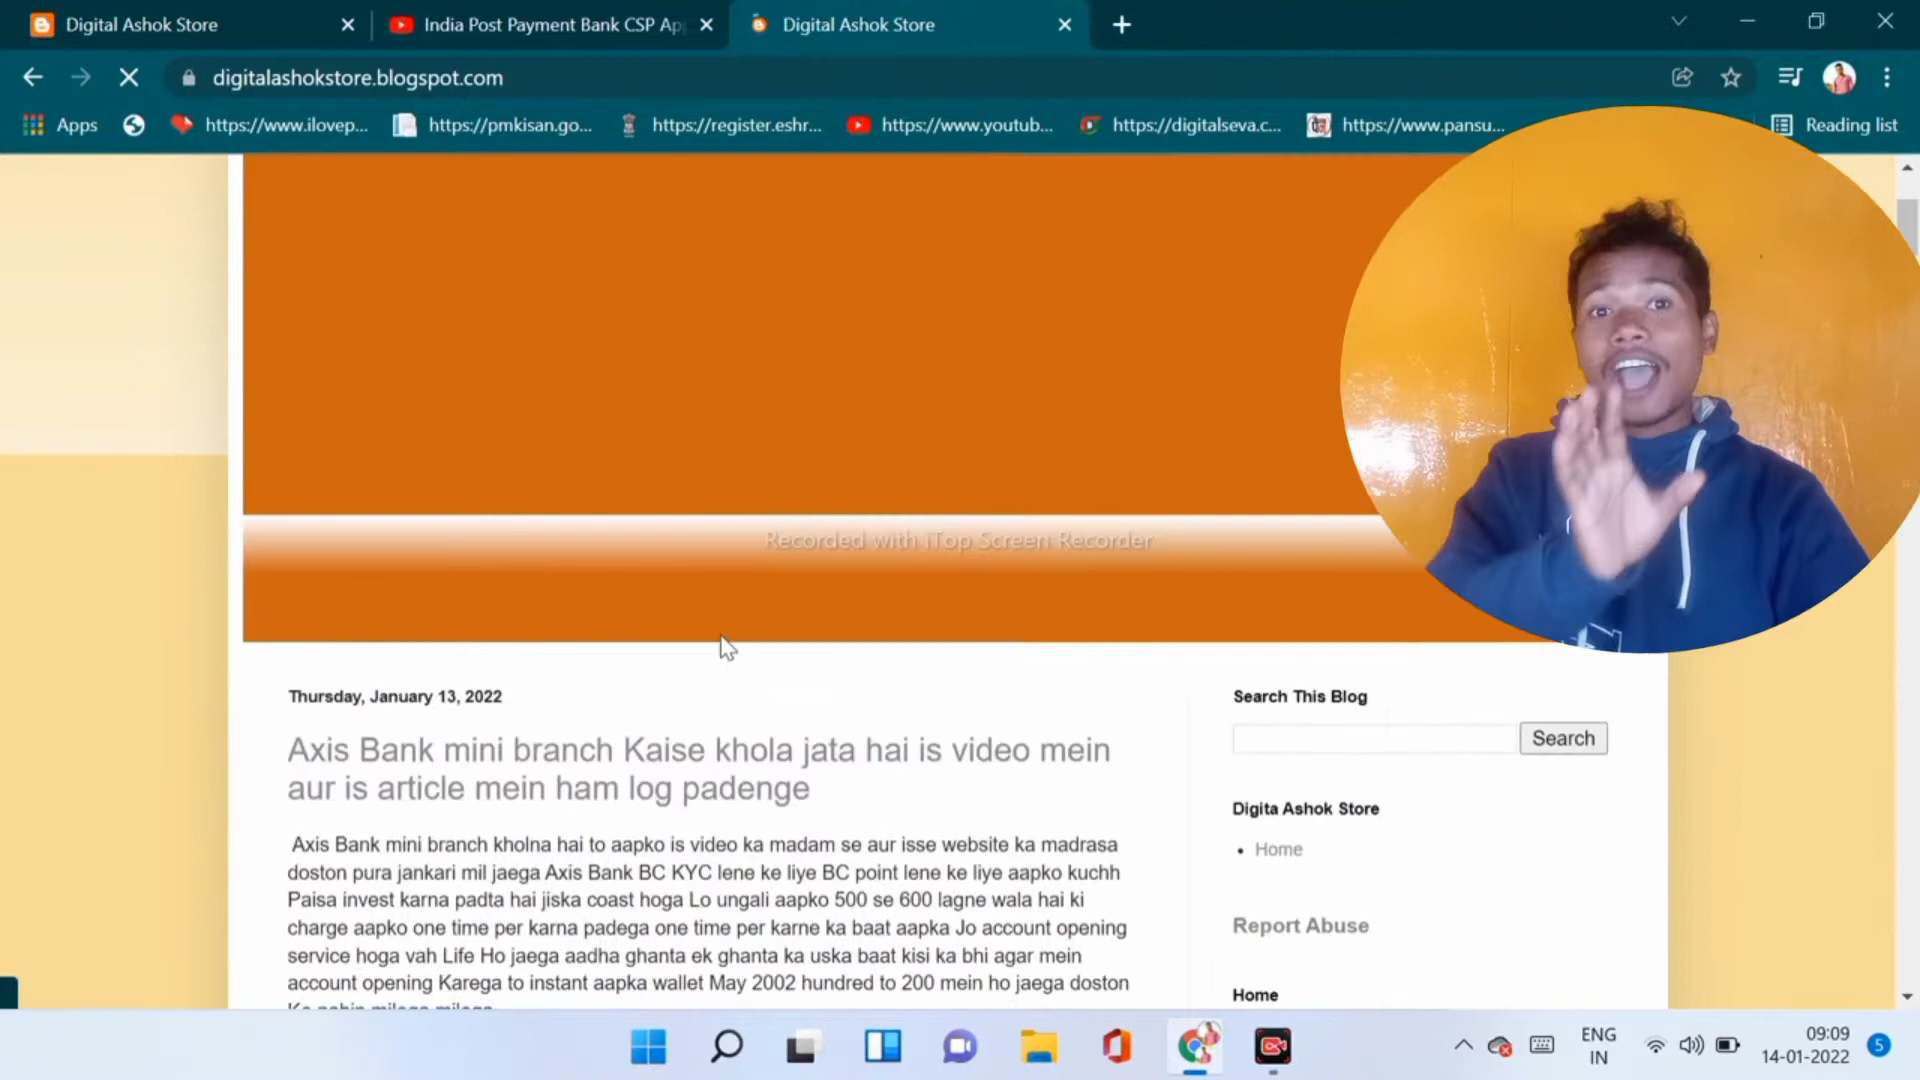 Digital Ashok Store
India Post Payment Bank CSP Ap
Digital Ashok Store
digitalashokstore.blogspot.com
Apps
https://www.ilovep...
https://pmkisan.go...
https://register.eshr...
https://www.youtub...
https://digitalseva.c...
https://www.pansu...
Reading list
Recorded with iTop Screen Recorder
Thursday, January 13, 2022
Axis Bank mini branch Kaise khola jata hai is video mein
aur is article mein ham log padenge
Axis Bank mini branch kholna hai to aapko is video ka madam se aur isse website ka madrasa
doston pura jankari mil jaega Axis Bank BC KYC lene ke liye BC point lene ke liye aapko kuchh
Paisa invest karna padta hai jiska coast hoga Lo ungali aapko 500 se 600 lagne wala hai ki
charge aapko one time per karna padega one time per karne ka baat aapka Jo account opening
service hoga vah Life Ho jaega aadha ghanta ek ghanta ka uska baat kisi ka bhi agar mein
account opening Karega to instant aapka wallet May 2002 hundred to 200 mein ho jaega doston
Search This Blog
Search
Digita Ashok Store
Home
Report Abuse
Home
ENG
IN
09:09
14-01-2022
5